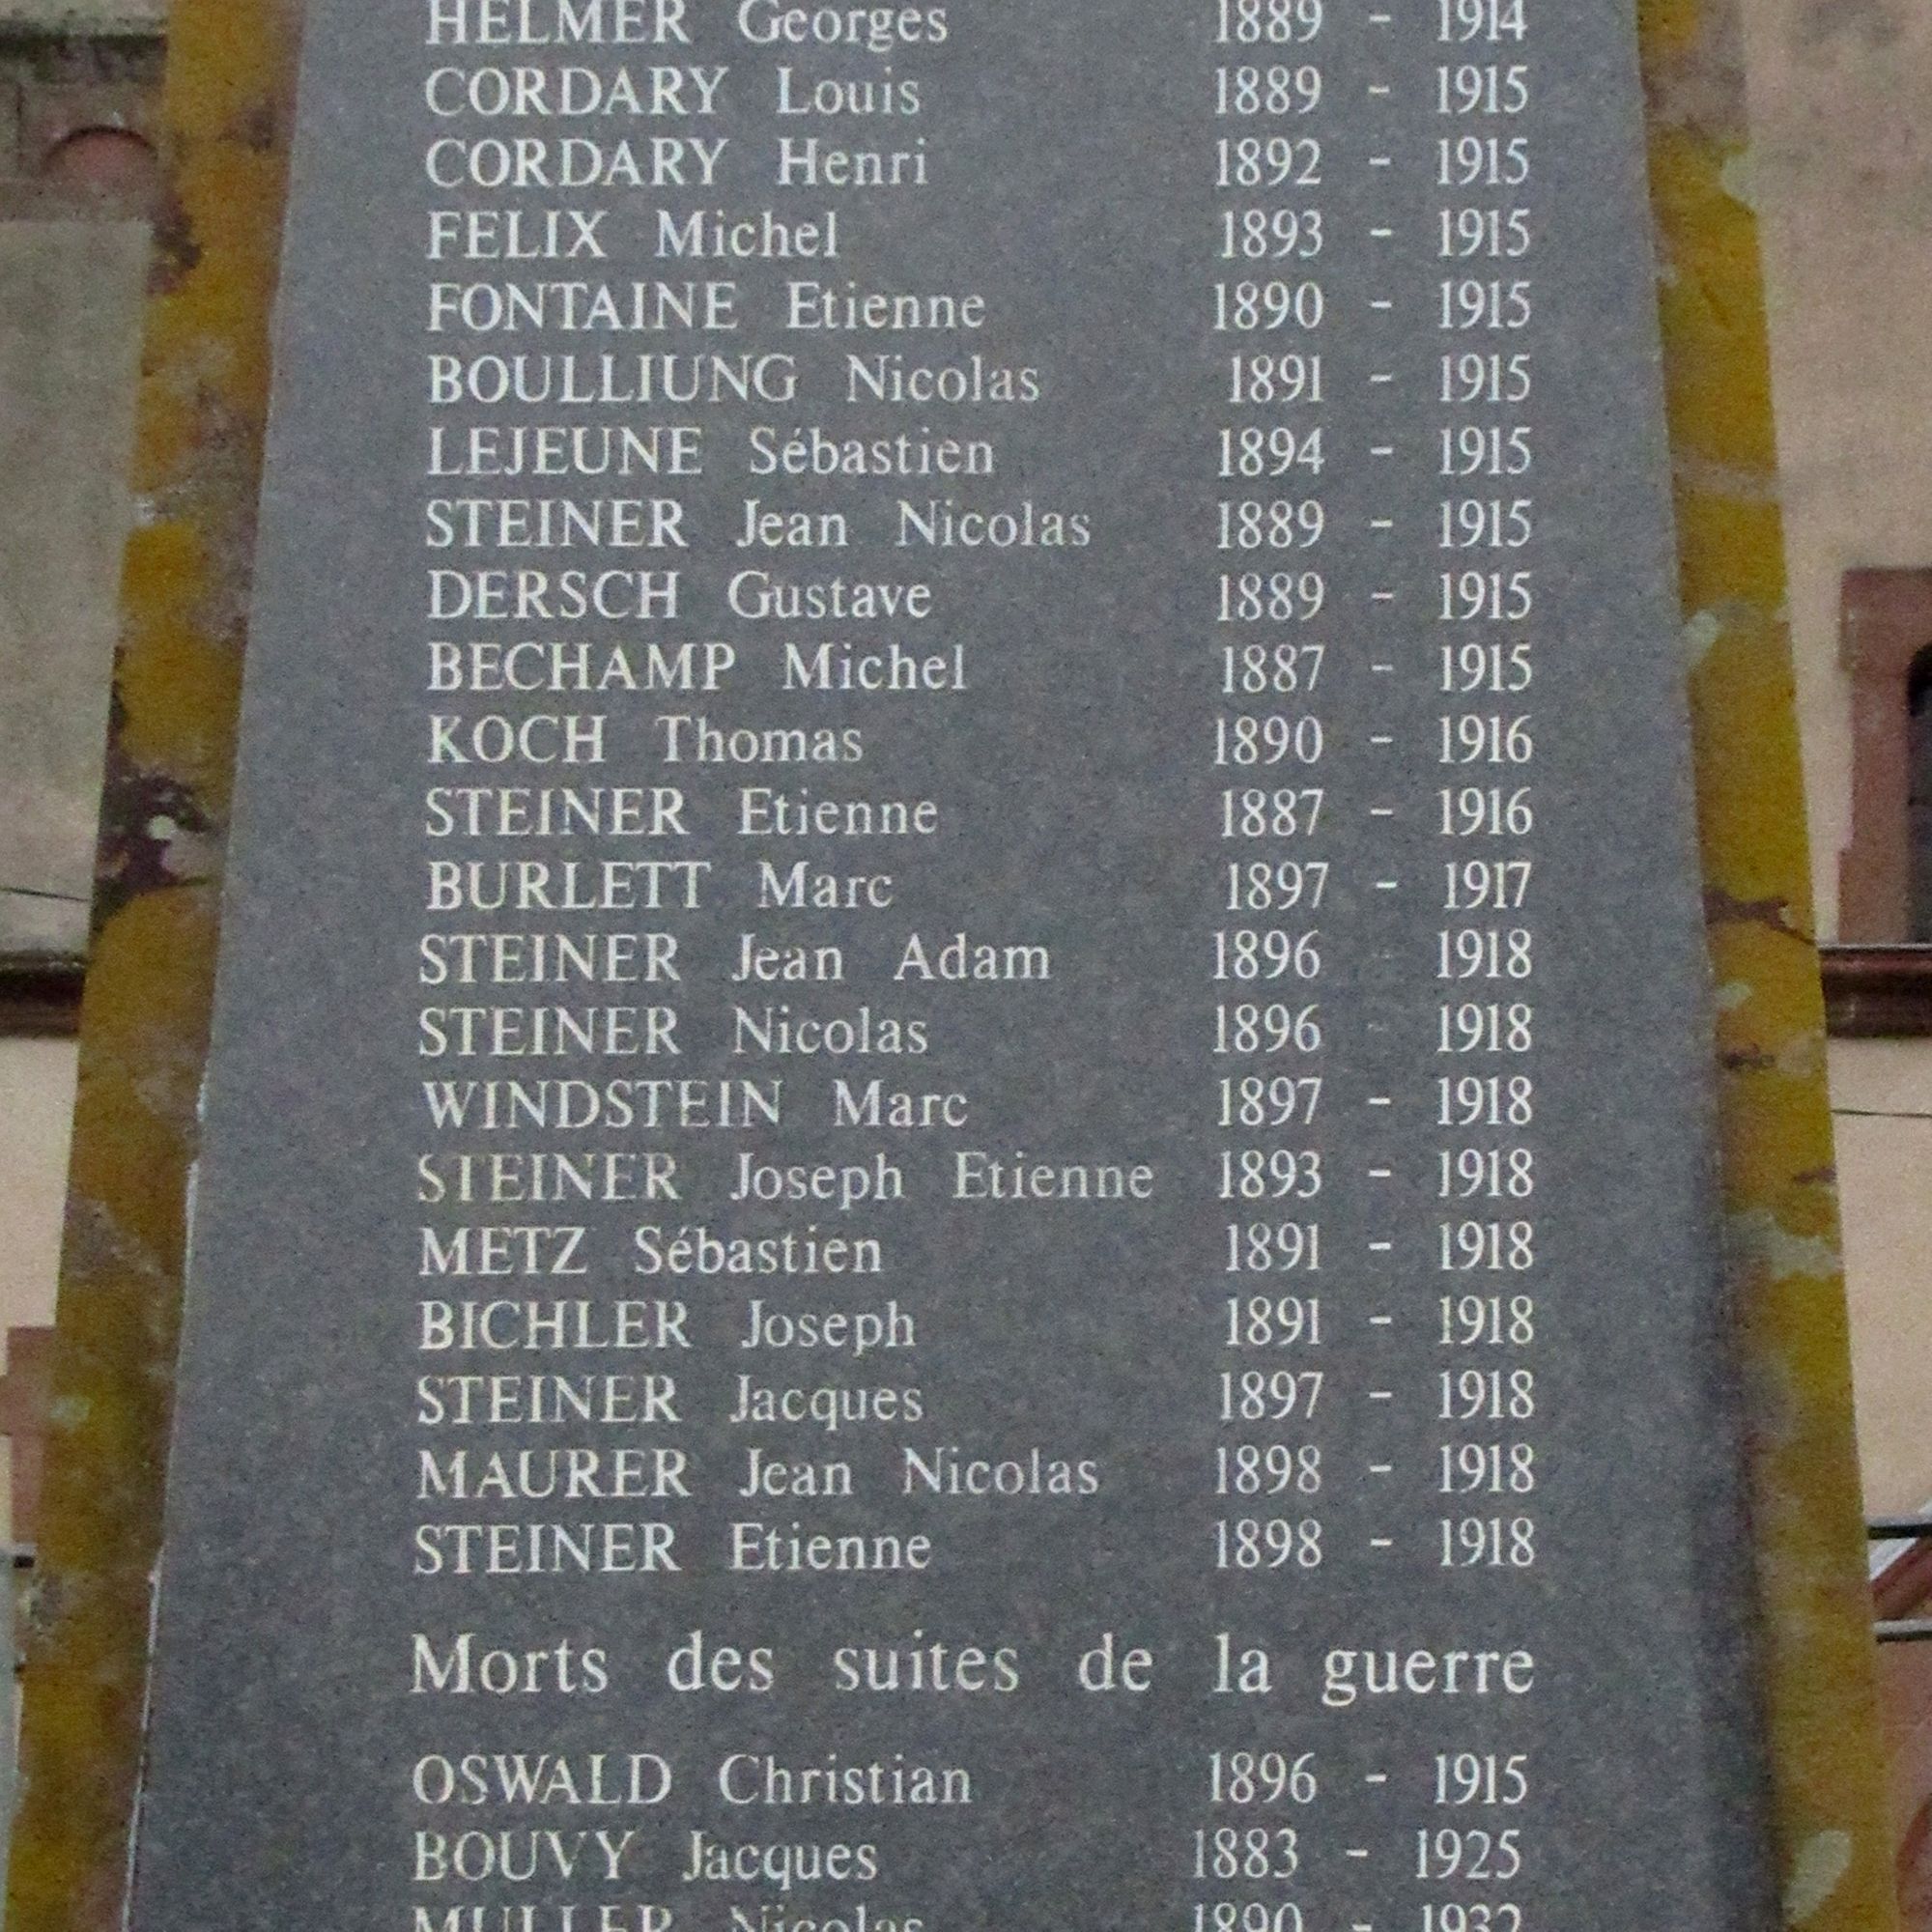 HELMER Georges 1889 - 1914
CORDARY Louis 1889 - 1915
CORDARY Henri 1892 - 1915
FELIX Michel 1893 - 1915
FONTAINE Etienne 1890 - 1915
BOULLIUNG Nicolas 1891 - 1915
LEJEUNE Sébastien 1894 - 1915
STEINER Jean Nicolas 1889 - 1915
DERSCH Gustave 1889 - 1915
BECHAMP Michel 1887 - 1915
KOCH Thomas 1890 - 1916
STEINER Etienne 1887 - 1916
BURLETT Marc 1897 - 1917
STEINER Jean Adam 1896 - 1918
STEINER Nicolas 1896 - 1918
WINDSTEIN Marc 1897 - 1918
STEINER Joseph Etienne 1893 - 1918
METZ Sébastien 1891 - 1918
BICHLER Joseph 1891 - 1918
STEINER Jacques 1897 - 1918
MAURER Jean Nicolas 1898 - 1918
STEINER Etienne 1898 - 1918
Morts des suites de la guerre
OSWALD Christian 1896 - 1915
BOUVY Jacques 1883 - 1925
MULLER Nicolas 1890 - 1932